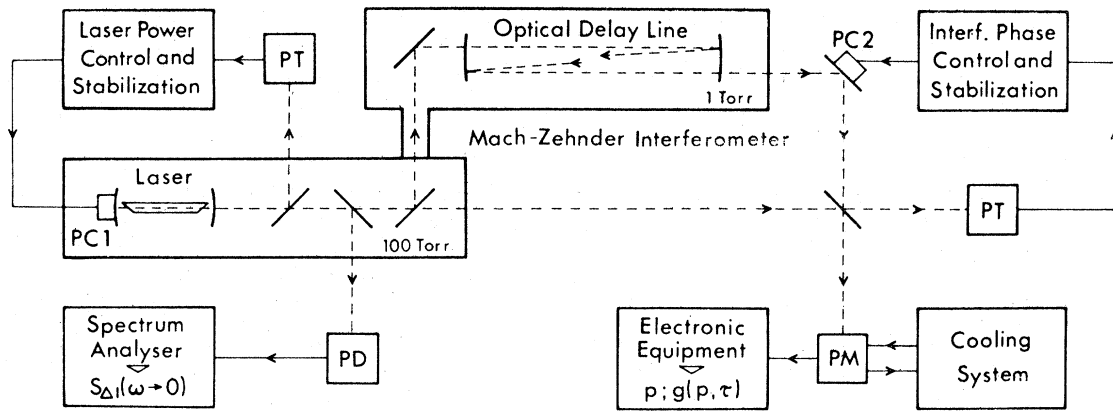 Laser Power
Control and
Stabilization
PT
Optical Delay Line
1 Torr
PC2
Interf. Phase
Control and
Stabilization
Mach-Zehnder Interferometer
Laser
PC1
100 Torr
PT
Spectrum
Analyser
S_ΔI(ω→0)
PD
Electronic
Equipment
p ; g(p,τ)
PM
Cooling
System